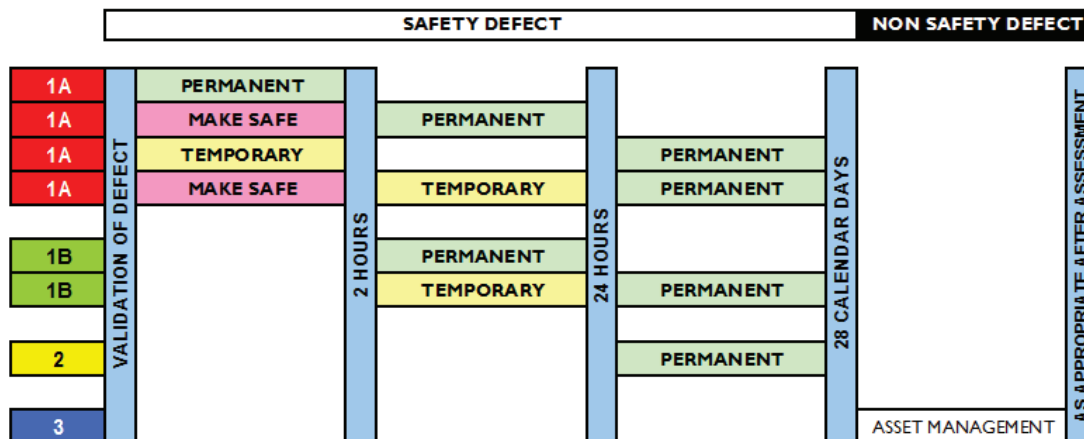 SAFETY DEFECT NON SAFETY DEFECT
1A PERMANENT
1A MAKE SAFE PERMANENT
1A TEMPORARY PERMANENT
1A MAKE SAFE TEMPORARY PERMANENT
1B PERMANENT
1B TEMPORARY PERMANENT
2 PERMANENT
3 ASSET MANAGEMENT
VALIDATION OF DEFECT
2 HOURS
24 HOURS
28 CALENDAR DAYS
AS APPROPRIATE AFTER ASSESSMENT